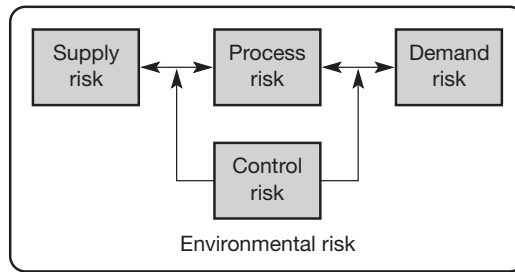 Supply
risk
Process
risk
Demand
risk
Control
risk
Environmental risk